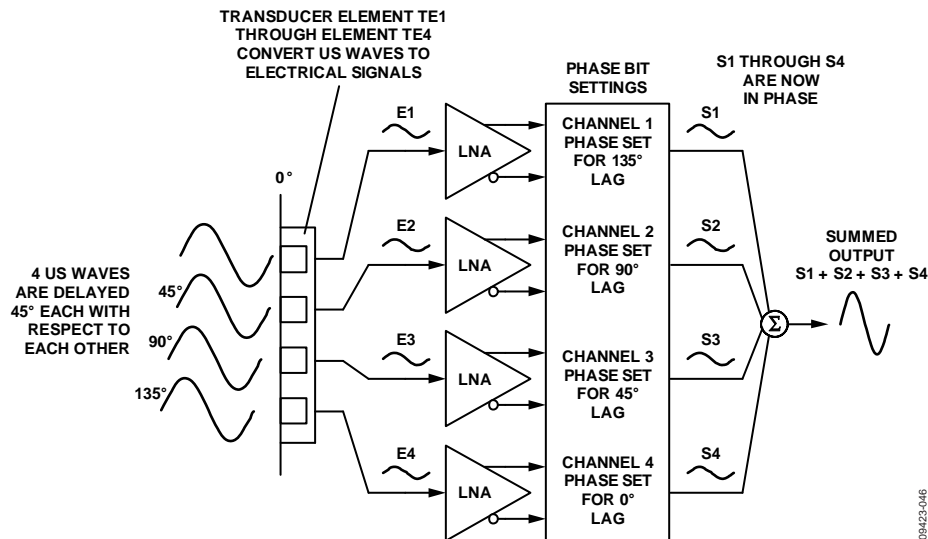 TRANSDUCER ELEMENT TE1
THROUGH ELEMENT TE4
CONVERT US WAVES TO
ELECTRICAL SIGNALS
PHASE BIT
SETTINGS
S1 THROUGH S4
ARE NOW
IN PHASE
0°
4 US WAVES
ARE DELAYED
45° EACH WITH
RESPECT TO
EACH OTHER
45°
90°
135°
E1
LNA
CHANNEL 1
PHASE SET
FOR 135°
LAG
S1
E2
LNA
CHANNEL 2
PHASE SET
FOR 90°
LAG
S2
E3
LNA
CHANNEL 3
PHASE SET
FOR 45°
LAG
S3
E4
LNA
CHANNEL 4
PHASE SET
FOR 0°
LAG
S4
Σ
SUMMED
OUTPUT
S1 + S2 + S3 + S4
09423-046